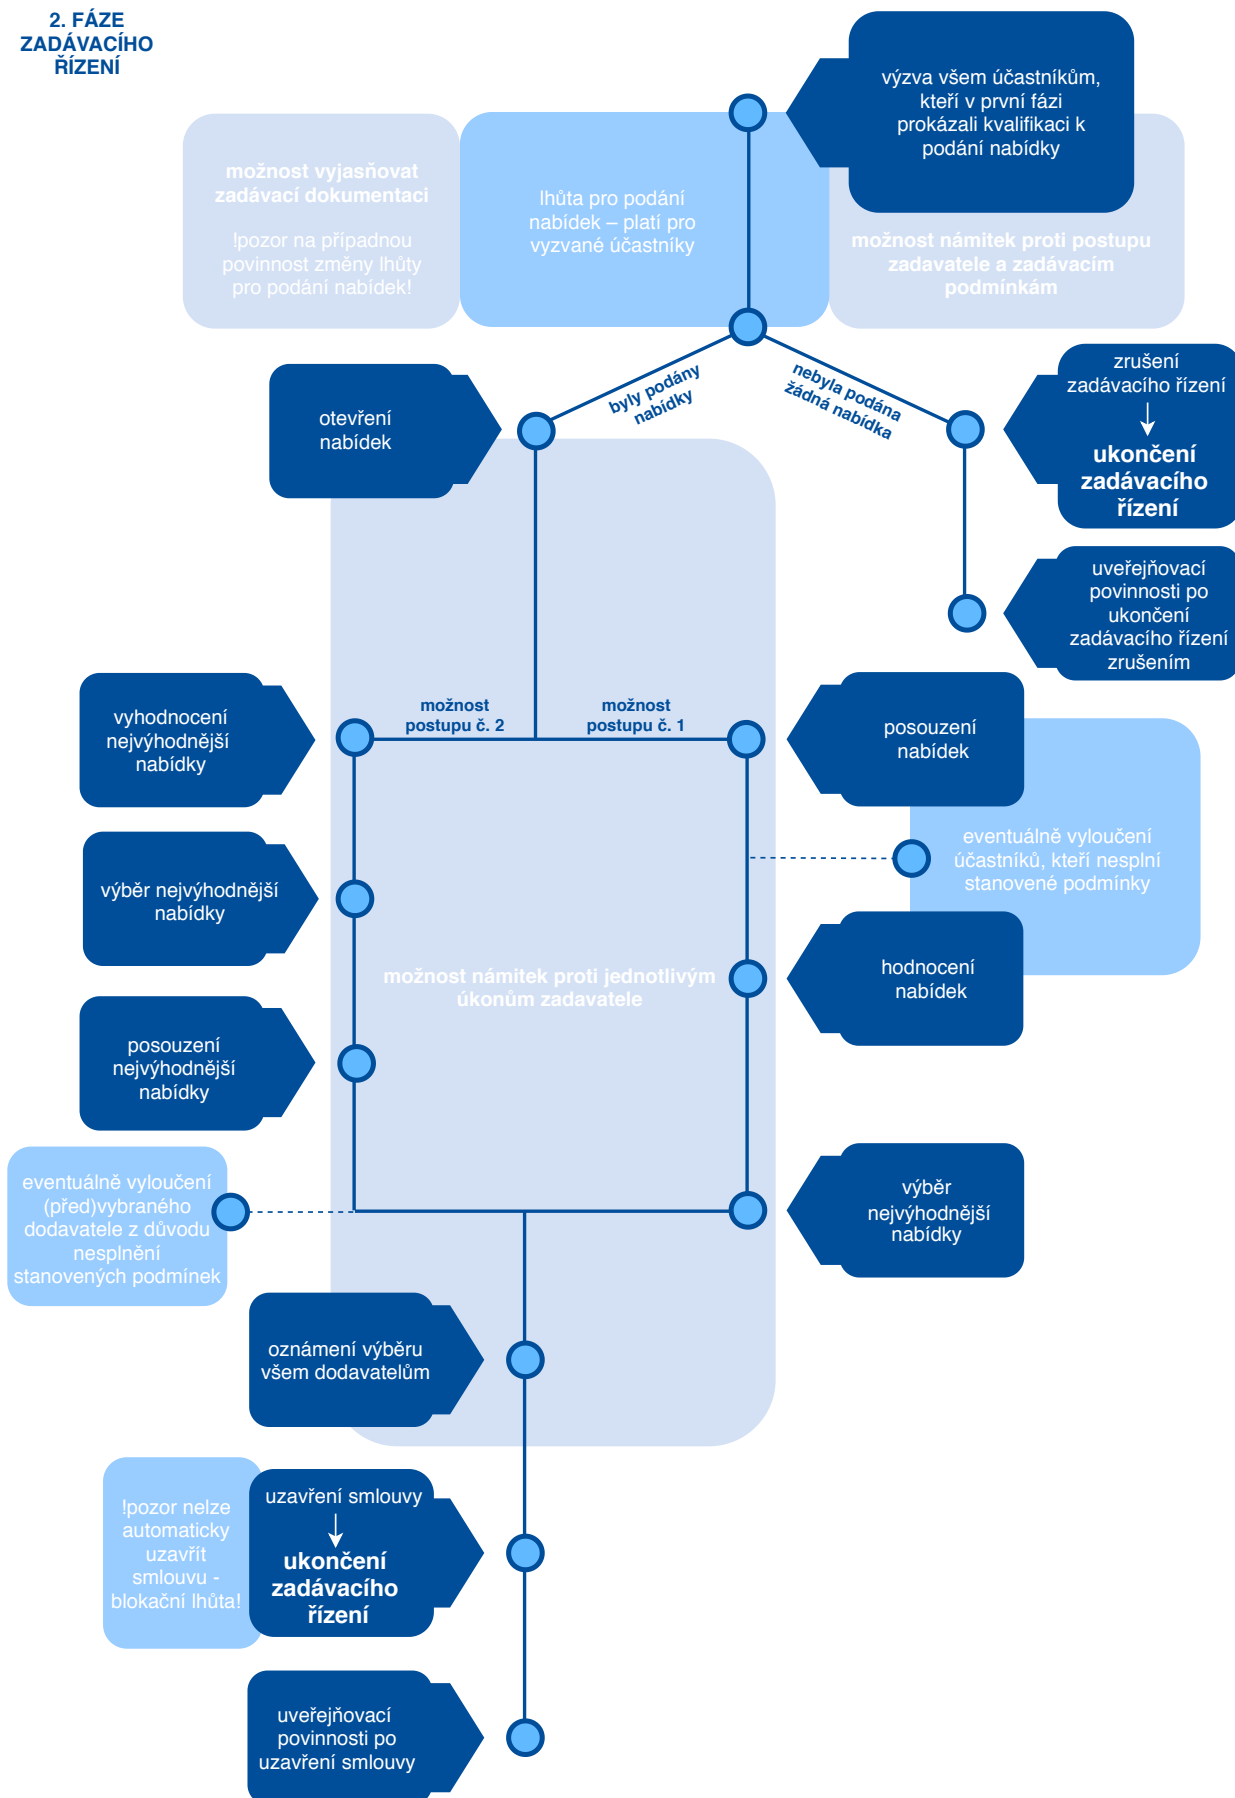 2. FÁZE
ZADÁVACÍHO
ŘÍZENÍ
výzva všem účastníkům,
kteří v první fázi
prokázali kvalifikaci k
podání nabídky
možnost vyjasňovat
zadávací dokumentaci
!pozor na případnou
povinnost změny lhůty
pro podání nabídek!
lhůta pro podání
nabídek – platí pro
vyzvané účastníky
možnost námitek proti postupu
zadavatele a zadávacím
podmínkám
byly podány
nabídky
nebyla podána
žádná nabídka
otevření
nabídek
zrušení
zadávacího řízení
ukončení
zadávacího
řízení
uveřejňovací
povinnosti po
ukončení
zadávacího řízení
zrušením
možnost
postupu č. 2
možnost
postupu č. 1
vyhodnocení
nejvýhodnější
nabídky
posouzení
nabídek
eventuálně vyloučení
účastníků, kteří nesplní
stanovené podmínky
výběr nejvýhodnější
nabídky
možnost námitek proti jednotlivým
úkonům zadavatele
hodnocení
nabídek
posouzení
nejvýhodnější
nabídky
eventuálně vyloučení
(před)vybraného
dodavatele z důvodu
nesplnění
stanovených podmínek
výběr
nejvýhodnější
nabídky
oznámení výběru
všem dodavatelům
!pozor nelze
automaticky
uzavřít
smlouvu -
blokační lhůta!
uzavření smlouvy
ukončení
zadávacího
řízení
uveřejňovací
povinnosti po
uzavření smlouvy